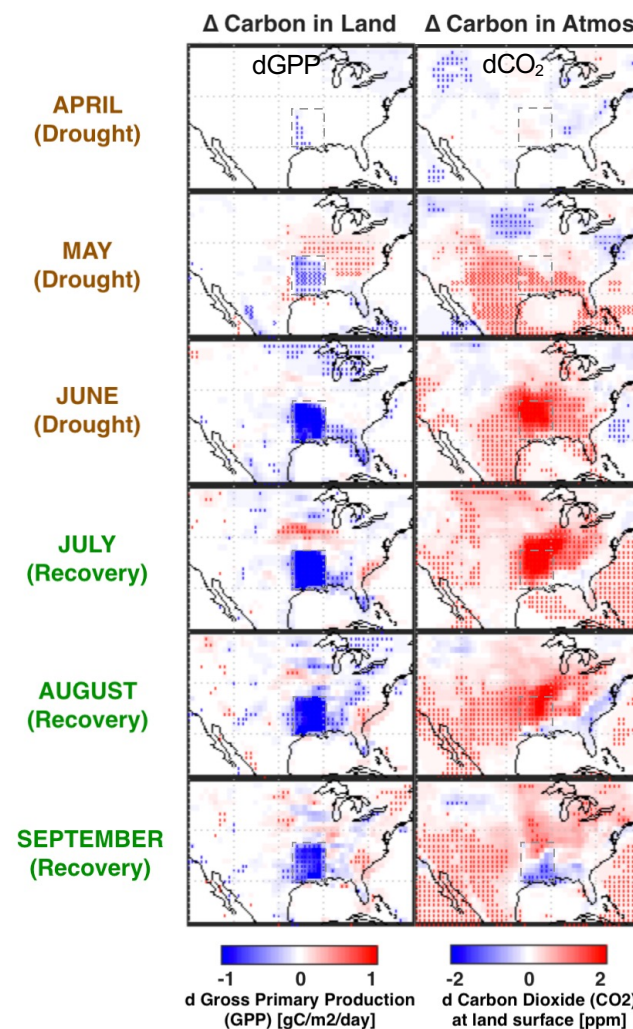 Δ Carbon in Land
Δ Carbon in Atmos
dGPP
dCO₂
APRIL
(Drought)
MAY
(Drought)
JUNE
(Drought)
JULY
(Recovery)
AUGUST
(Recovery)
SEPTEMBER
(Recovery)
-1 0 1
d Gross Primary Production
(GPP) [gC/m2/day]
-2 0 2
d Carbon Dioxide (CO2)
at land surface [ppm]